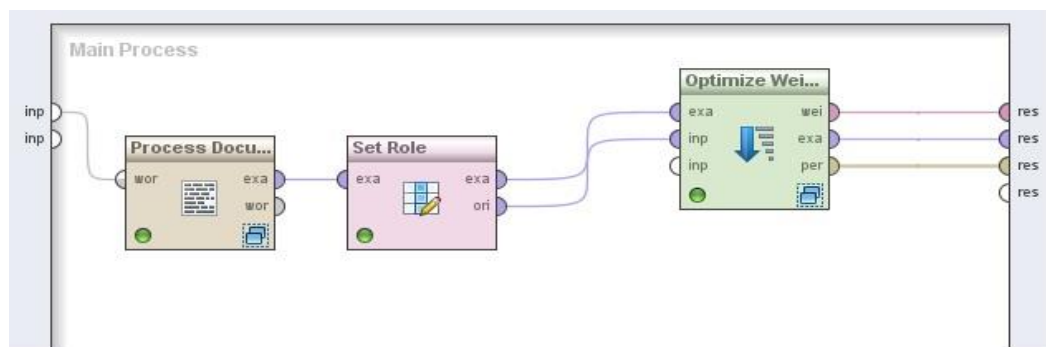 Main Process
inp
inp
Process Docu...
wor
exa
wor
Set Role
exa
exa
ori
Optimize Wei...
exa
wei
inp
exa
inp
per
res
res
res
res